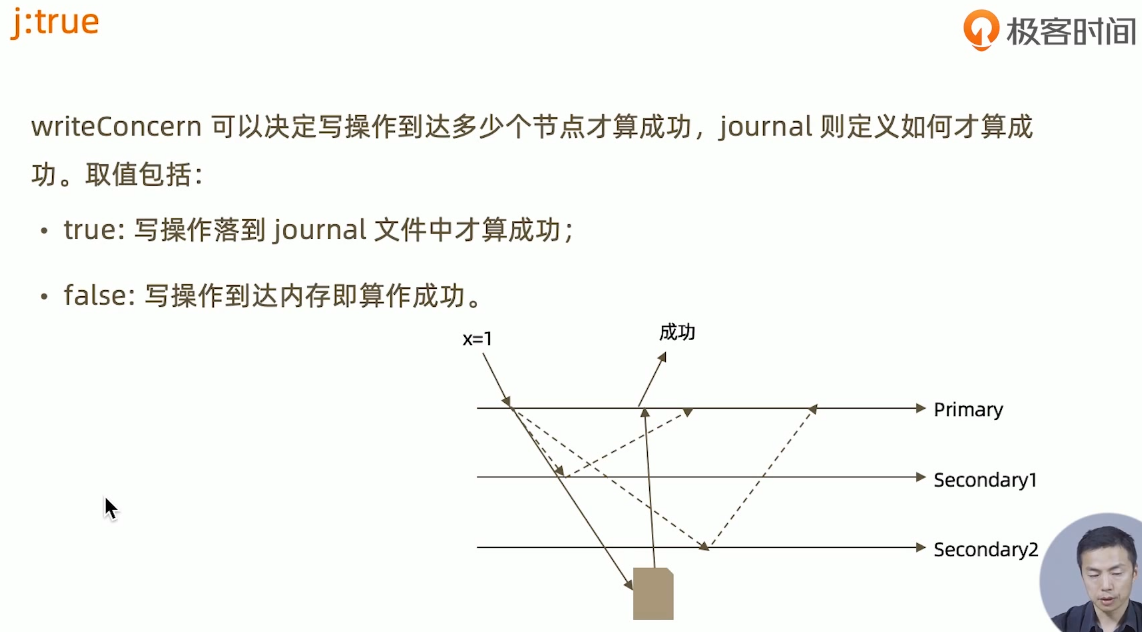 j:true
极客时间
writeConcern 可以决定写操作到达多少个节点才算成功，journal 则定义如何才算成
功。取值包括：
• true: 写操作落到 journal 文件中才算成功；
• false: 写操作到达内存即算作成功。
x=1
成功
Primary
Secondary1
Secondary2